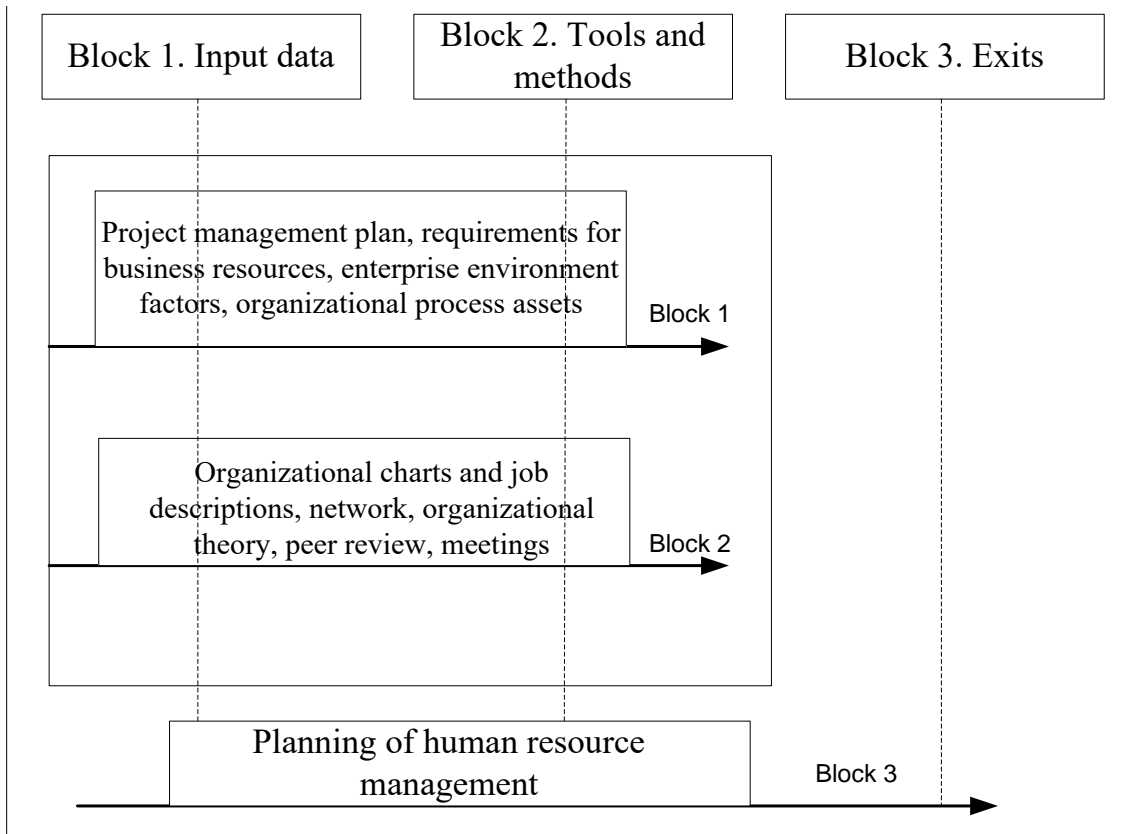 Block 1. Input data
Block 2. Tools and
methods
Block 3. Exits
Project management plan, requirements for
business resources, enterprise environment
factors, organizational process assets
Block 1
Organizational charts and job
descriptions, network, organizational
theory, peer review, meetings
Block 2
Planning of human resource
management
Block 3